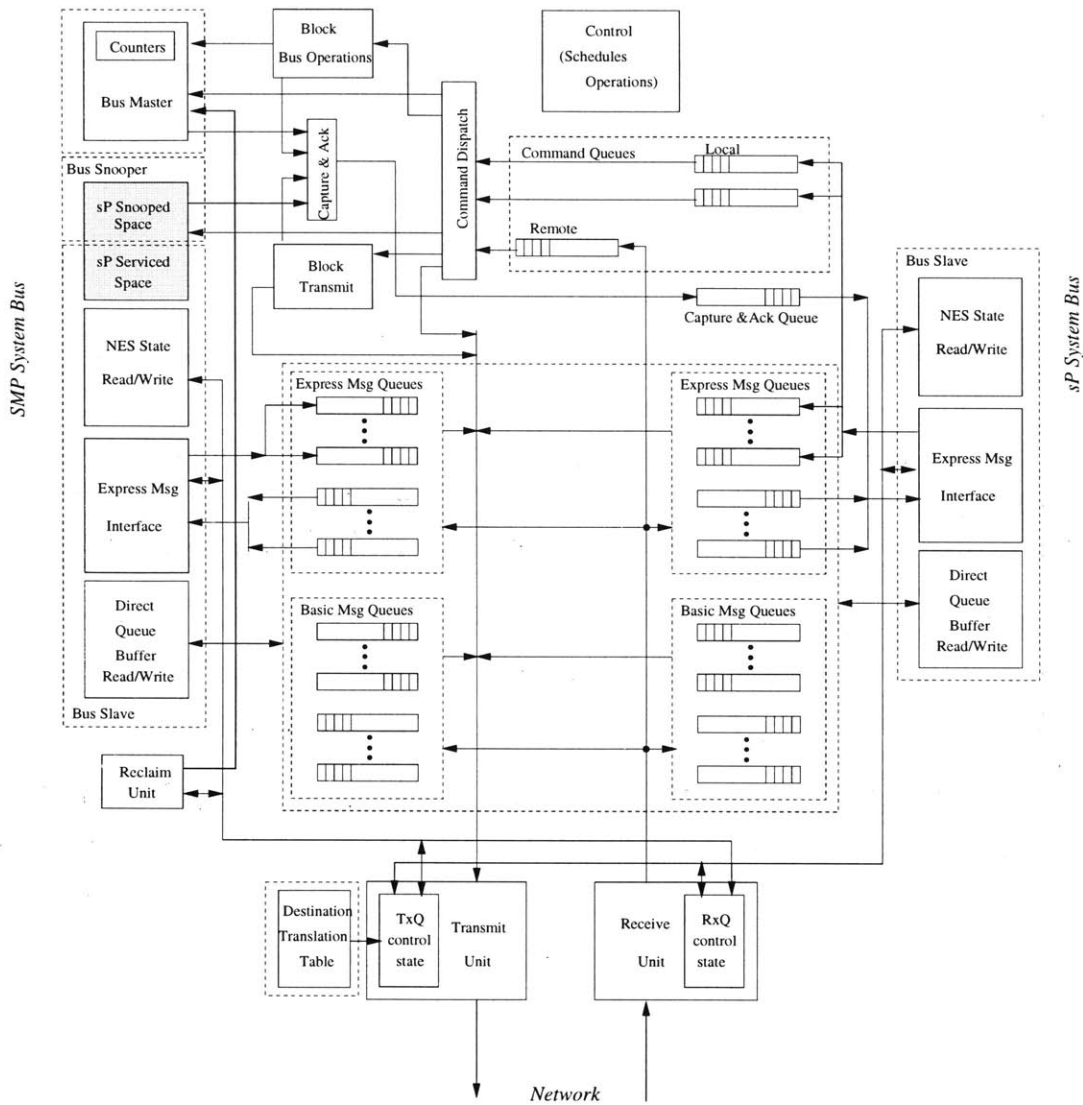 Counters
Bus Master
Block
Bus Operations
Control
(Schedules
Operations)
Capture & Ack
Command Dispatch
Command Queues
Local
Remote
Bus Snooper
sP Snooped
Space
sP Serviced
Space
Block
Transmit
Capture &Ack Queue
SMP System Bus
NES State
Read/Write
Express Msg
Interface
Direct
Queue
Buffer
Read/Write
Bus Slave
Express Msg Queues
Basic Msg Queues
Express Msg Queues
Basic Msg Queues
Bus Slave
NES State
Read/Write
Express Msg
Interface
Direct
Queue
Buffer
Read/Write
sP System Bus
Reclaim
Unit
Destination
Translation
Table
TxQ
control
state
Transmit
Unit
Receive
Unit
RxQ
control
state
Network